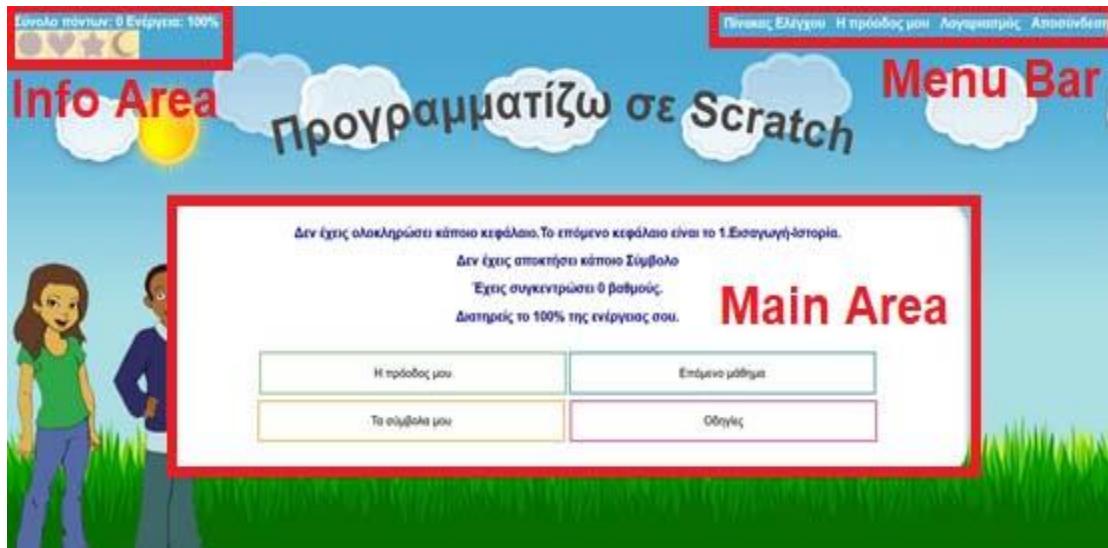 Σύνολο πόντων: 0 Ενέργεια: 100%
Πίνακας Ελέγχου Η πρόοδος μου Λογαριασμός Αποσύνδεση
Info Area
Menu Bar
Προγραμματίζω σε Scratch
Δεν έχεις ολοκληρώσει κάποιο κεφάλαιο.Το επόμενο κεφάλαιο είναι το 1.Εισαγωγή-Ιστορία.
Δεν έχεις αποκτήσει κάποιο Σύμβολο
Έχεις συγκεντρώσει 0 βαθμούς.
Διατηρείς το 100% της ενέργειας σου.
Main Area
Η πρόοδος μου
Επόμενο μάθημα
Τα σύμβολα μου
Οδηγίες